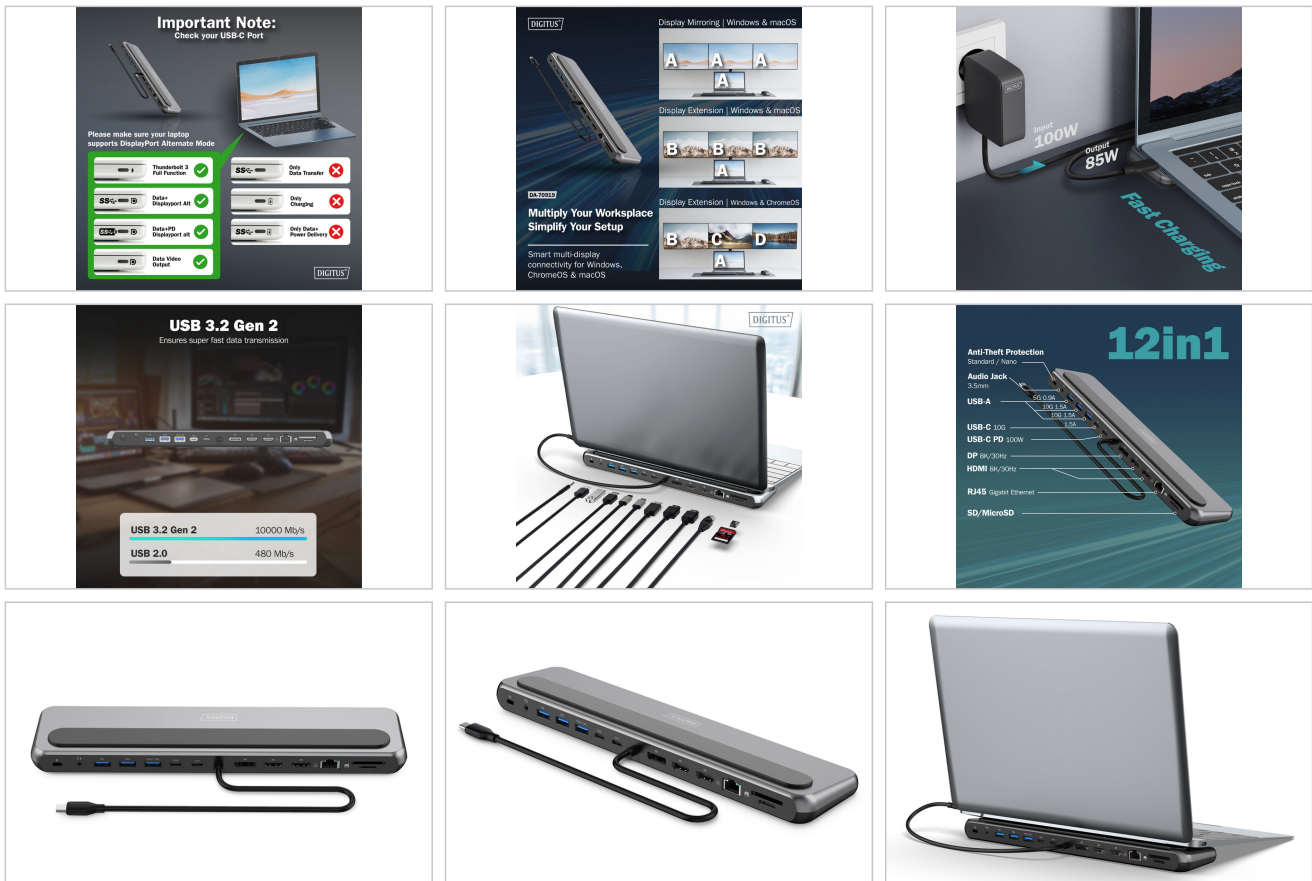 Important Note:
Check your USB-C Port
Please make sure your laptop
supports DisplayPort Alternate Mode
Thunderbolt 3
Full Function
SS
Data+
Displayport Alt
SS
Data+PD
Displayport alt
Data Video
Output
SS
Only
Data Transfer
Only
Charging
SS
Only Data+
Power Delivery
DIGITUS®
DIGITUS®
DA-70919
Multiply Your Workspace
Simplify Your Setup
Smart multi-display
connectivity for Windows,
ChromeOS & macOS
Display Mirroring | Windows & macOS
A A A
A
Display Extension | Windows & macOS
B B B
A
Display Extension | Windows & ChromeOS
B C D
A
DIGITUS
Input
100W
Output
85W
Fast Charging
USB 3.2 Gen 2
Ensures super fast data transmission
USB 3.2 Gen 2 10000 Mb/s
USB 2.0 480 Mb/s
DIGITUS®
12in1
Anti-Theft Protection
Standard / Nano
Audio Jack
3.5mm
USB-A
5G 0.9A
10G 1.5A
10G 1.5A
1.5A
USB-C 10G
USB-C PD 100W
DP 8K/30Hz
HDMI 8K/30Hz
RJ45 Gigabit Ethernet
SD/MicroSD
DIGITUS
DIGITUS